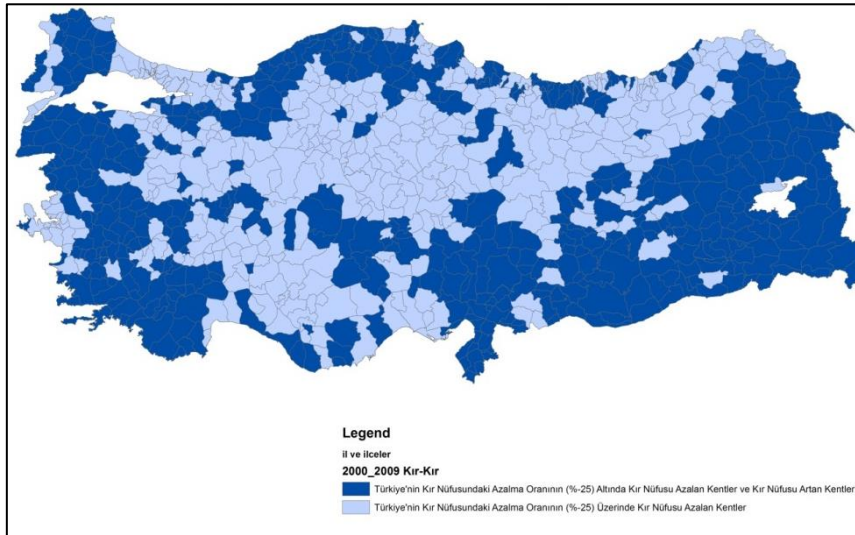 Legend
il ve ilceler
2000_2009 Kır-Kır
Türkiye'nin Kır Nüfusundaki Azalma Oranının (%-25) Altında Kır Nüfusu Azalan Kentler ve Kır Nüfusu Artan Kentler
Türkiye'nin Kır Nüfusundaki Azalma Oranının (%-25) Üzerinde Kır Nüfusu Azalan Kentler